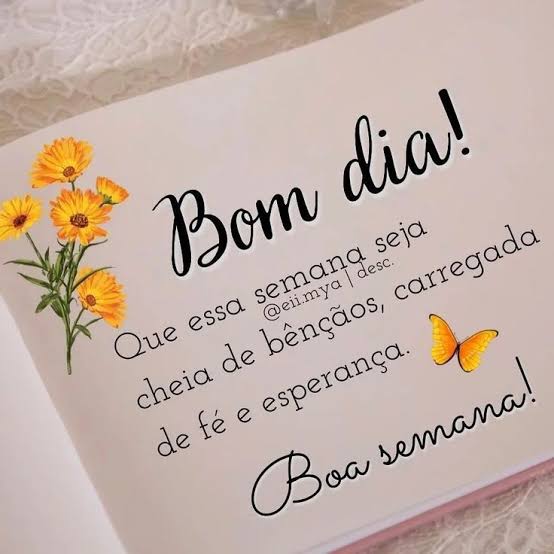 Bom dia!
Que essa semana seja
@eii.mya | desc.
cheia de bênçãos, carregada
de fé e esperança.
Boa semana!